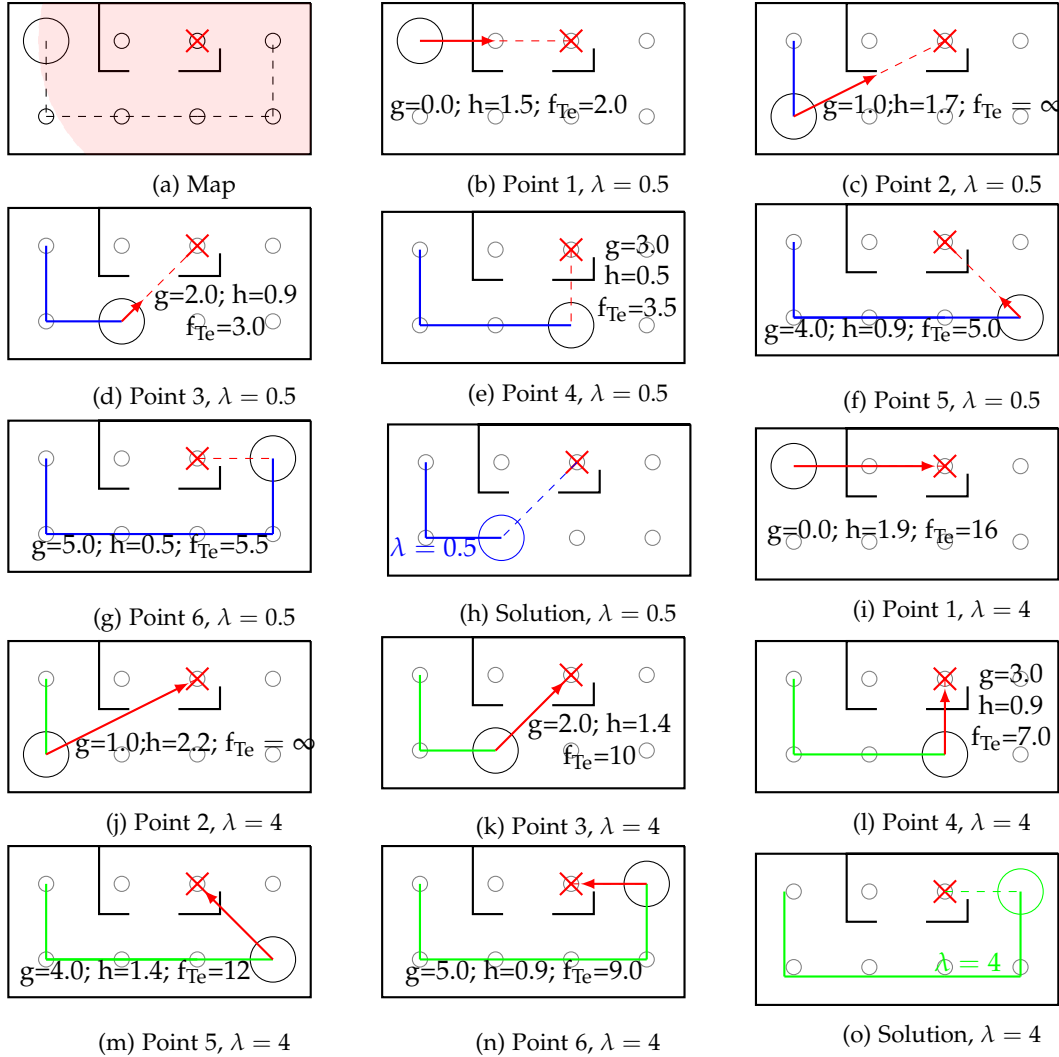 (a) Map
g=0.0; h=1.5; f_Te=2.0
(b) Point 1, λ = 0.5
g=1.0;h=1.7, f_Te = ∞
(c) Point 2, λ = 0.5
g=2.0; h=0.9
f_Te=3.0
(d) Point 3, λ = 0.5
g=3.0
h=0.5
f_Te=3.5
(e) Point 4, λ = 0.5
g=4.0; h=0.9; f_Te=5.0
(f) Point 5, λ = 0.5
g=5.0; h=0.5; f_Te=5.5
(g) Point 6, λ = 0.5
λ = 0.5
(h) Solution, λ = 0.5
g=0.0; h=1.9; f_Te=16
(i) Point 1, λ = 4
g=1.0;h=2.2; f_Te = ∞
(j) Point 2, λ = 4
g=2.0; h=1.4
f_Te=10
(k) Point 3, λ = 4
g=3.0
h=0.9
f_Te=7.0
(l) Point 4, λ = 4
g=4.0; h=1.4; f_Te=12
(m) Point 5, λ = 4
g=5.0; h=0.9; f_Te=9.0
(n) Point 6, λ = 4
λ = 4
(o) Solution, λ = 4